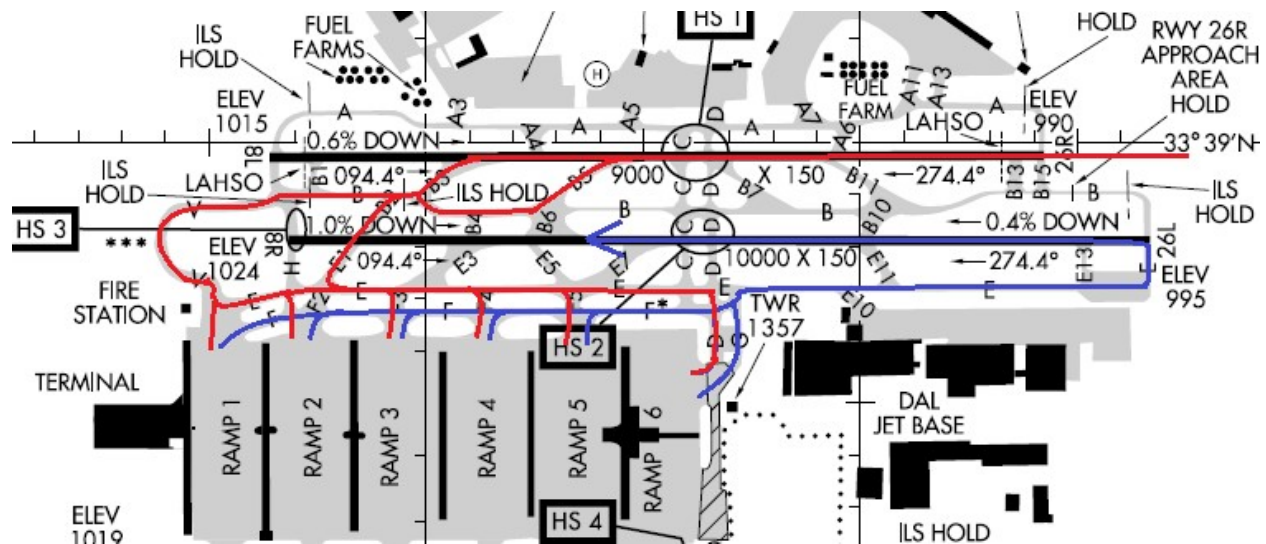 HS 1
ILS
HOLD
FUEL
FARMS
H
HOLD
RWY 26R
APPROACH
AREA
HOLD
FUEL
FARM
A11
A13
ELEV
1015
A
A3
A4
A
A5
C
D
A7
A6
A
ELEV
990
LAHSO
33° 39'N
0.6% DOWN
8L
26R
ILS
HOLD
LAHSO
B1
094.4°
B3
ILS HOLD
B5
9000 X 150
C
D
B7
B11
274.4°
B13
B15
B
ILS
HOLD
B
B2
V
HS 3
***
1.0% DOWN
B4
B6
B
B
B10
0.4% DOWN
8R
26L
ELEV
1024
H
E1
094.4°
E3
E5
E7
C
D
10000 X 150
E11
274.4°
E13
E
ELEV
995
V
FIRE
STATION
E
F
F2
E
F
E
F*
E
E10
TWR
1357
HS 2
D
G
TERMINAL
RAMP 1
RAMP 2
RAMP 3
RAMP 4
RAMP 5
RAMP 6
DAL
JET BASE
ELEV
1019
HS 4
ILS HOLD